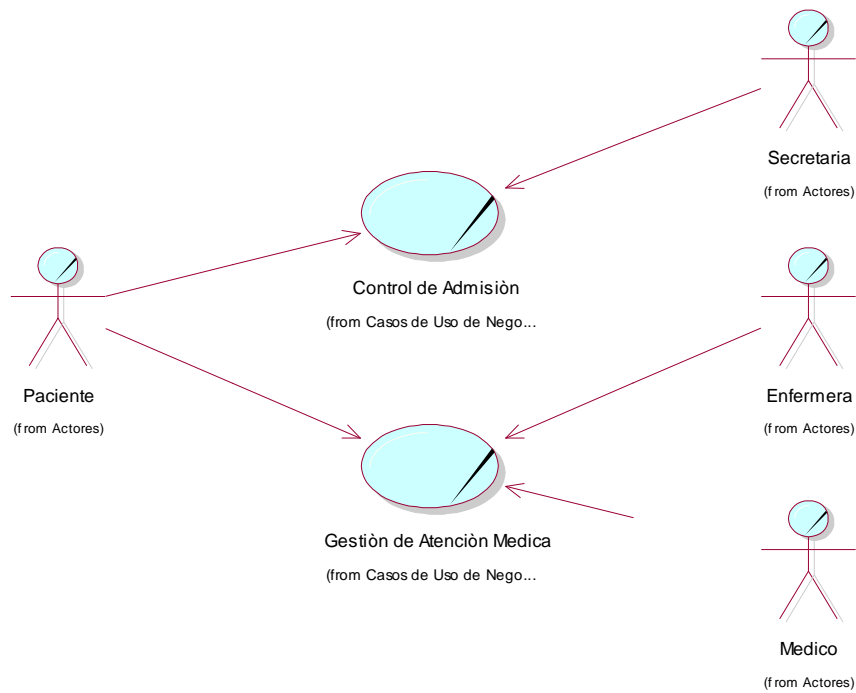 Secretaria
(from Actores)
Control de Admisiòn
(from Casos de Uso de Nego...
Paciente
(from Actores)
Enfermera
(from Actores)
Gestiòn de Atenciòn Medica
(from Casos de Uso de Nego...
Medico
(from Actores)